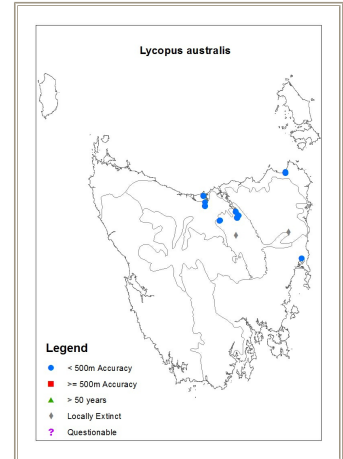 Lycopus australis
Legend
< 500m Accuracy
>= 500m Accuracy
> 50 years
Locally Extinct
? Questionable